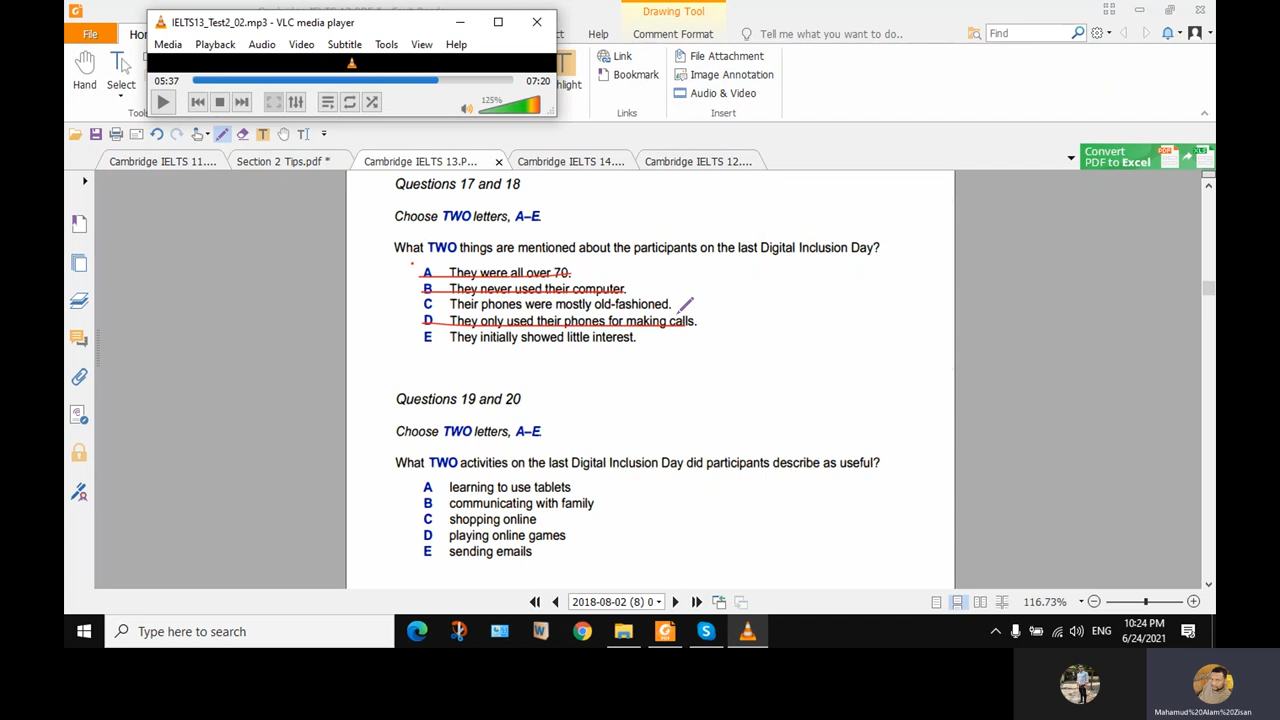 Drawing Tool
IELTS13_Test2_02.mp3 - VLC media player
File
Help
Comment Format
Tell me what you want to do..
Find
Media Playback Audio Video Subtitle Tools View Help
Link
File Attachment
Bookmark
Image Annotation
Audio & Video
Hand
Select
05:37
07:20
125%
Links
Insert
Cambridge IELTS 11....
Section 2 Tips.pdf *
Cambridge IELTS 13.P...
Cambridge IELTS 14....
Cambridge IELTS 12....
Convert
PDF to Excel
Questions 17 and 18
Choose TWO letters, A–E.
What TWO things are mentioned about the participants on the last Digital Inclusion Day?
A They were all over 70.
B They never used their computer.
C Their phones were mostly old-fashioned.
D They only used their phones for making calls.
E They initially showed little interest.
Questions 19 and 20
Choose TWO letters, A–E.
What TWO activities on the last Digital Inclusion Day did participants describe as useful?
A learning to use tablets
B communicating with family
C shopping online
D playing online games
E sending emails
2018-08-02 (8) 0
116.73%
Type here to search
ENG
10:24 PM
6/24/2021
Mahamud%20Alam%20Zisan